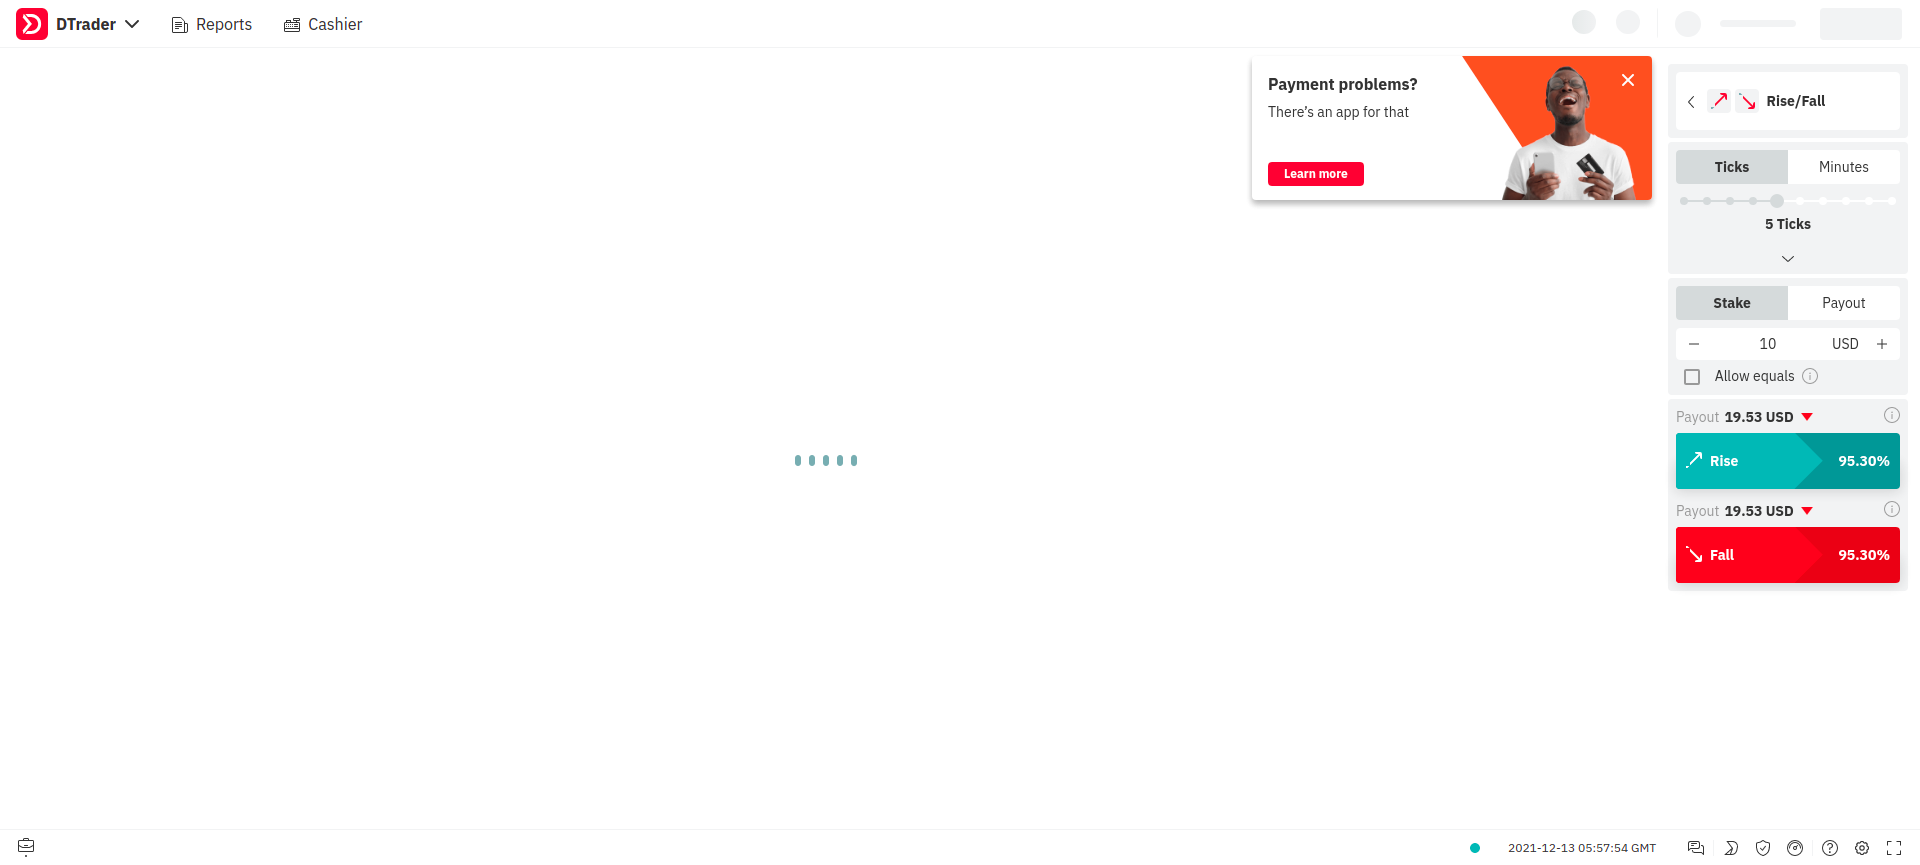 DTrader
Reports
Cashier
Payment problems?
There's an app for that
Learn more
Rise/Fall
Ticks
Minutes
5 Ticks
Stake
Payout
10
USD
Allow equals
Payout 19.53 USD
Rise
95.30%
Payout 19.53 USD
Fall
95.30%
2021-12-13 05:57:54 GMT